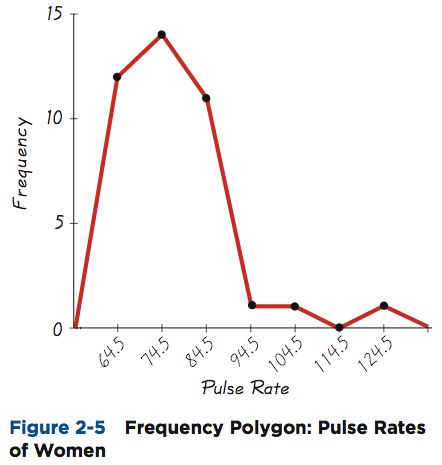 15
10
5
0
Frequency
64.5 74.5 84.5 94.5 104.5 114.5 124.5
Pulse Rate
Figure 2-5 Frequency Polygon: Pulse Rates
of Women